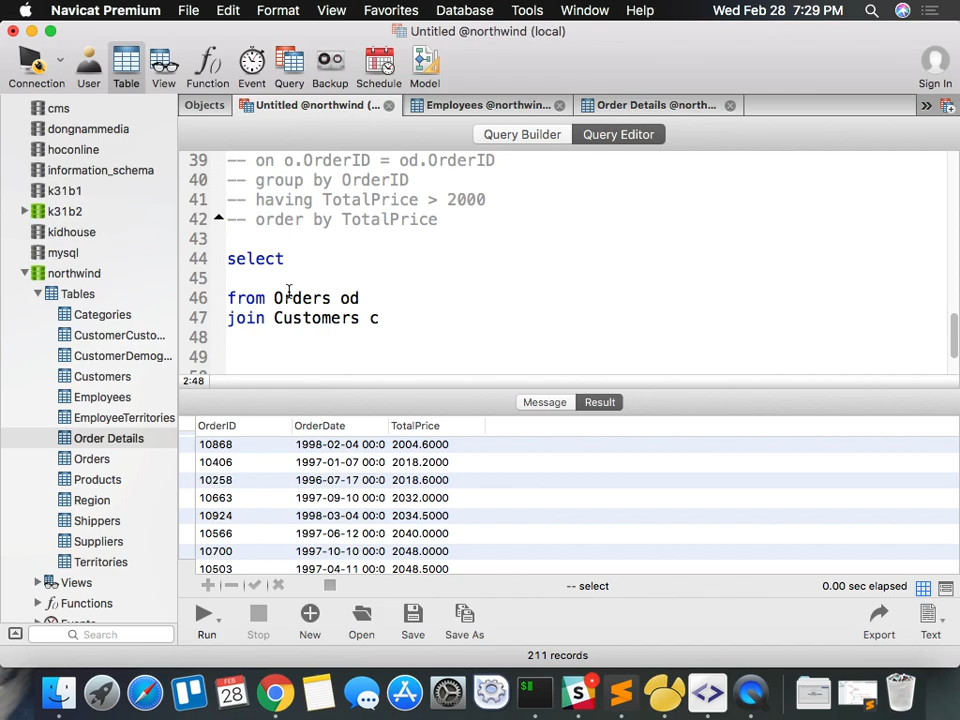 Navicat Premium File Edit Format View Favorites Database Tools Window Help Wed Feb 28 7:29 PM
Untitled @northwind (local)
Connection User Table View Function Event Query Backup Schedule Model Sign In
Objects Untitled @northwind (... Employees @northwin... Order Details @north... »
Query Builder Query Editor
cms
dongnammedia
hoconline
information_schema
k31b1
k31b2
kidhouse
mysql
northwind
Tables
Categories
CustomerCusto...
CustomerDemog...
Customers
Employees
EmployeeTerritories
Order Details
Orders
Products
Region
Shippers
Suppliers
Territories
Views
Functions
Search
39 -- on o.OrderID = od.OrderID
40 -- group by OrderID
41 -- having TotalPrice > 2000
42 -- order by TotalPrice
43
44 select
45
46 from Orders od
47 join Customers c
48
49
2:48
Message Result
OrderID OrderDate TotalPrice
10868 1998-02-04 00:0 2004.6000
10406 1997-01-07 00:0 2018.2000
10258 1996-07-17 00:0 2018.6000
10663 1997-09-10 00:0 2032.0000
10924 1998-03-04 00:0 2034.5000
10566 1997-06-12 00:0 2040.0000
10700 1997-10-10 00:0 2048.0000
10503 1997-04-11 00:0 2048.5000
-- select 0.00 sec elapsed
Run Stop New Open Save Save As Export Text
211 records
FEB
28